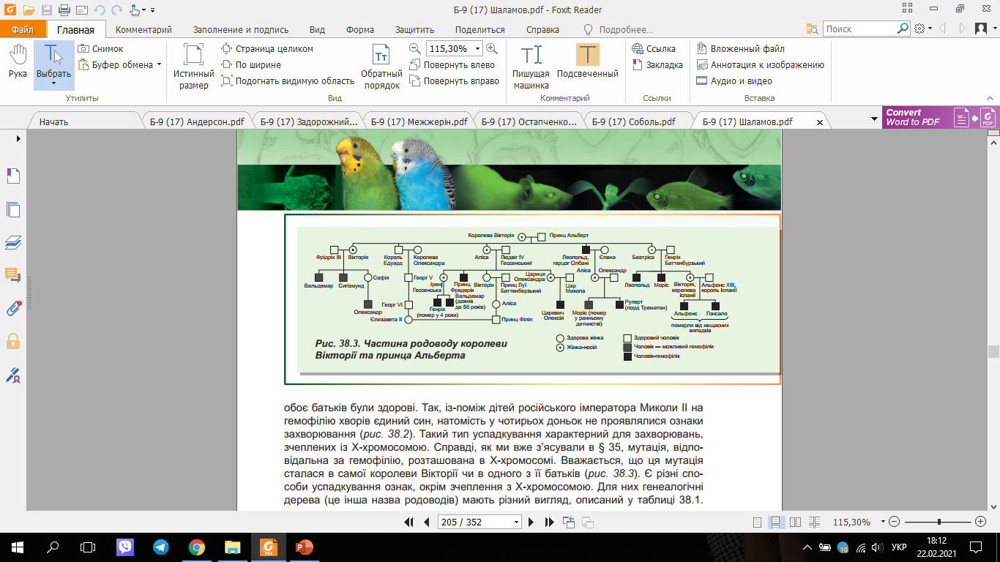 Б-9 (17) Шаламов.pdf - Foxit Reader
Файл Главная Комментарий Заполнение и подпись Вид Форма Защитить Поделиться Справка Подробнее... Поиск
Рука
Выбрать
Снимок
Буфер обмена
Утилиты
Истинный размер
Страница целиком
По ширине
Подогнать видимую область
Обратный порядок
115,30%
Повернуть влево
Повернуть вправо
Вид
Пишущая машинка
Подсвеченный
Комментарий
Ссылка
Закладка
Ссылки
Вложенный файл
Аннотация к изображению
Аудио и видео
Вставка
Начать Б-9 (17) Андерсон.pdf Б-9 (17) Задорожний... Б-9 (17) Межжерін.pdf Б-9 (17) Остапченко... Б-9 (17) Соболь.pdf Б-9 (17) Шаламов.pdf
Convert
Word to PDF
Королева Вікторія Принц Альберт
Фрідріх III Вікторія Король Едуард Королева Олександра Аліса Людвіг IV Гессенський Леопольд, герцог Олбані Єлена Беатріса Генріх Баттенбурзький
Вальдемар Сигізмунд Софія Георг V Ірен Гессенська Принц Фредерік Вікторія Принц Луї Баттенберзький Цариця Олександра Цар Микола Аліса Олександр Леопольд Моріс Вікторія, королева Іспанії Альфонс XIII, король Іспанії
Олександр Георг VI Генріх (помер у 4 роки) Вальдемар (дожив до 56 років) Аліса Царевич Олексій Моріс (помер у ранньому дитинстві) Руперт (лорд Трематон) Альфонс Гонсало
Єлизавета II Принц Філіп померли від нещасних випадків
Здорова жінка Здоровий чоловік
Жінка-носій Чоловік — можливий гемофілік
Чоловік-гемофілік
Рис. 38.3. Частина родоводу королеви
Вікторії та принца Альберта
обоє батьків були здорові. Так, із-поміж дітей російського імператора Миколи II на
гемофілію хворів єдиний син, натомість у чотирьох доньок не проявлялися ознаки
захворювання (рис. 38.2). Такий тип успадкування характерний для захворювань,
зчеплених із X-хромосомою. Справді, як ми вже з’ясували в § 35, мутація, відпо-
відальна за гемофілію, розташована в X-хромосомі. Вважається, що ця мутація
сталася в самої королеви Вікторії чи в одного з її батьків (рис. 38.3). Є різні спо-
соби успадкування ознак, окрім зчеплення з X-хромосомою. Для них генеалогічні
дерева (це інша назва родоводів) мають різний вигляд, описаний у таблиці 38.1.
205 / 352
115,30%
10
УКР
18:12
22.02.2021